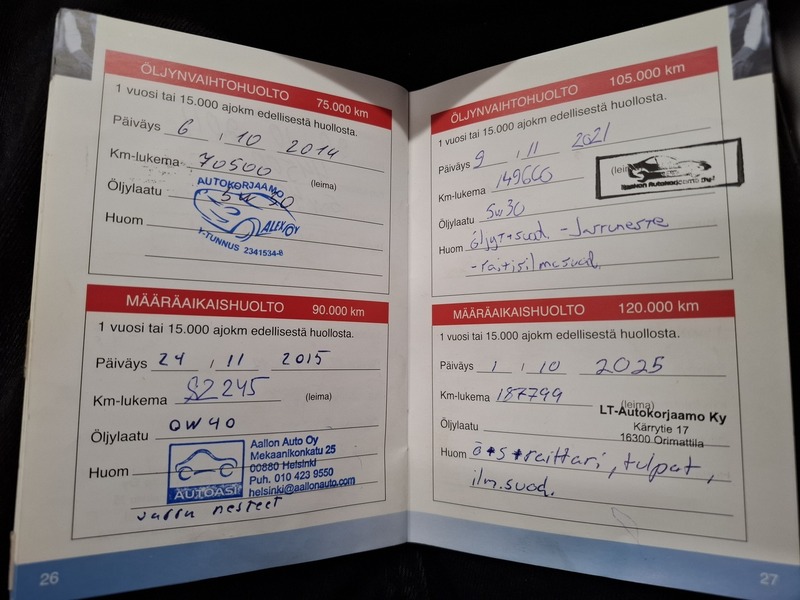 ÖLJYNVAIHTOHUOLTO 75.000 km
1 vuosi tai 15.000 ajokm edellisestä huollosta.
Päiväys 6 . 10 2014
Km-lukema 70500
(leima)
Öljylaatu 5W30
AUTOKORJAAMO
ALEX OY
Y-TUNNUS 2341534-8
Huom
MÄÄRÄAIKAISHUOLTO 90.000 km
1 vuosi tai 15.000 ajokm edellisestä huollosta.
Päiväys 24 . 11 2015
Km-lukema 82245 (leima)
Öljylaatu 0W40
Huom
AUTOASI
Aallon Auto Oy
Mekaanikonkatu 25
00880 Helsinki
Puh. 010 423 9550
helsinki@aallonauto.com
jarru nesteet
26
ÖLJYNVAIHTOHUOLTO 105.000 km
1 vuosi tai 15.000 ajokm edellisestä huollosta.
Päiväys 9 . 11 2021
Km-lukema 149660
Öljylaatu 5w30
Huom öljyt+suod. - Jarruneste
- raitisilmasuod.
MÄÄRÄAIKAISHUOLTO 120.000 km
1 vuosi tai 15.000 ajokm edellisestä huollosta.
Päiväys 1 . 10 2025
Km-lukema 187799 (leima)
LT-Autokorjaamo Ky
Kärrytie 17
16300 Orimattila
Öljylaatu
Huom ö+s+raittari, tulpat,
ilm.suod.
27